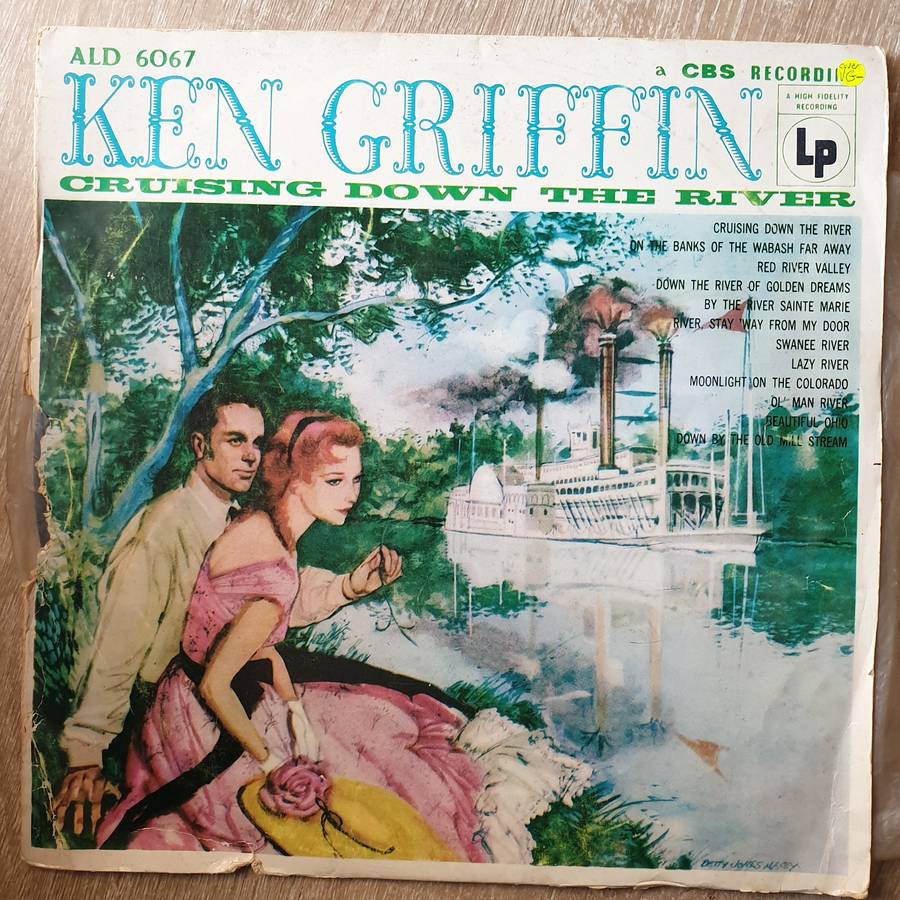 ALD 6067
a CBS RECORDI
VG-
KEN GRIFFIN
A HIGH FIDELITY
RECORDING
Lp
CRUISING DOWN THE RIVER
CRUISING DOWN THE RIVER
ON THE BANKS OF THE WABASH FAR AWAY
RED RIVER VALLEY
DOWN THE RIVER OF GOLDEN DREAMS
BY THE RIVER SAINTE MARIE
RIVER, STAY 'WAY FROM MY DOOR
SWANEE RIVER
LAZY RIVER
MOONLIGHT ON THE COLORADO
OL' MAN RIVER
BEAUTIFUL OHIO
DOWN BY THE OLD MILL STREAM